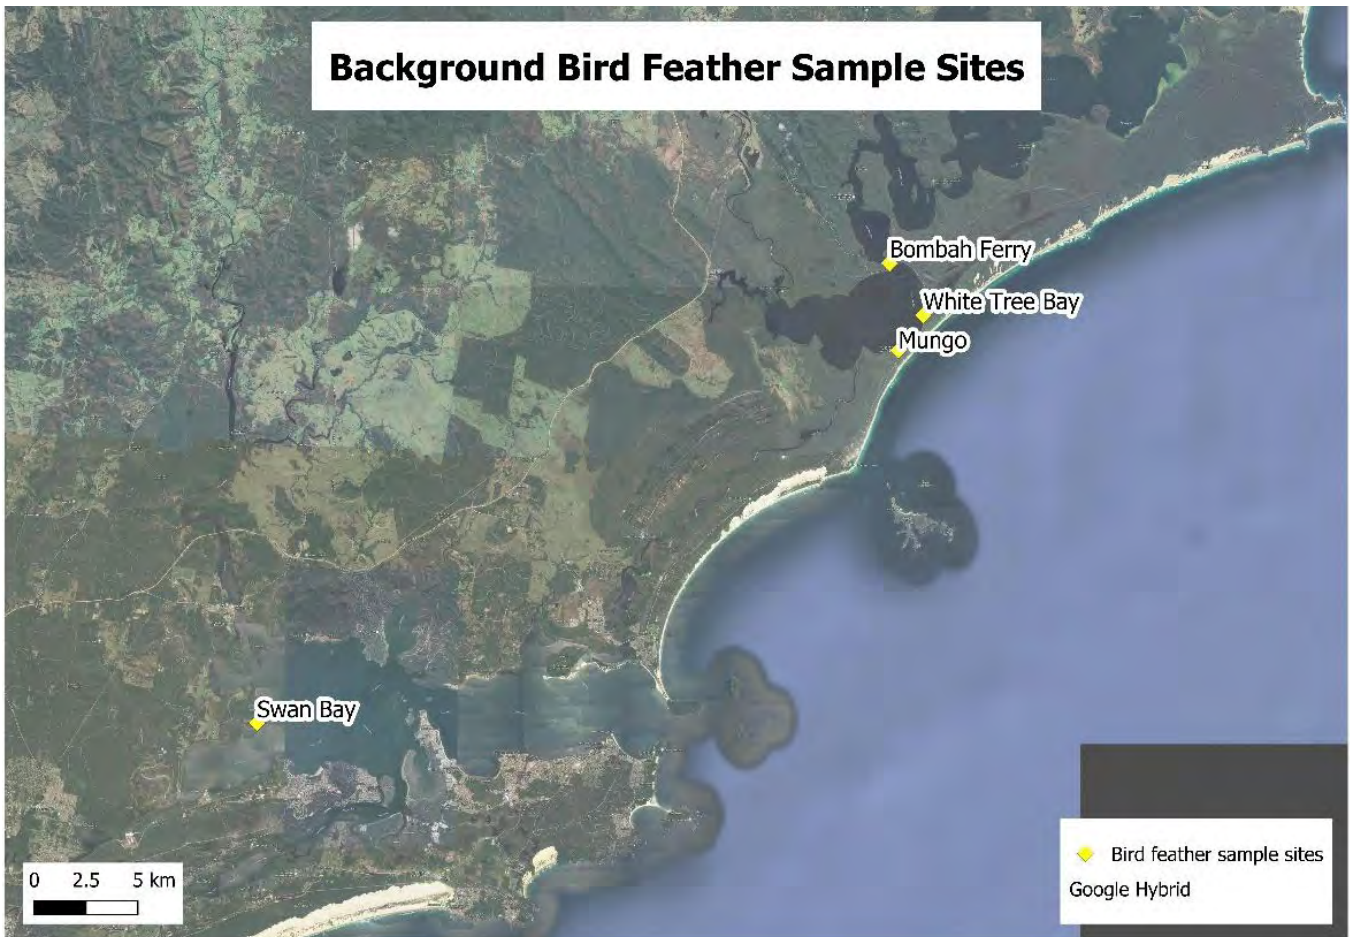 Background Bird Feather Sample Sites
Bombah Ferry
White Tree Bay
Mungo
Swan Bay
0 2.5 5 km
Bird feather sample sites
Google Hybrid